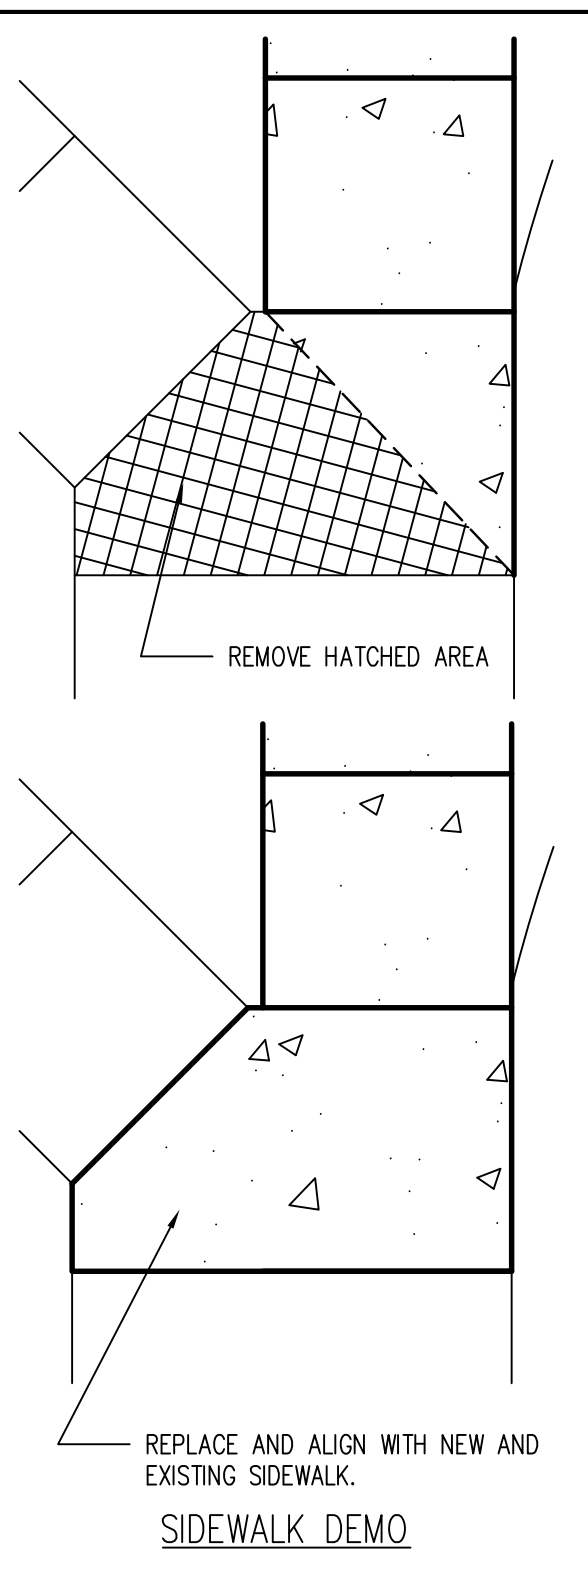 REMOVE HATCHED AREA
REPLACE AND ALIGN WITH NEW AND
EXISTING SIDEWALK.
SIDEWALK DEMO